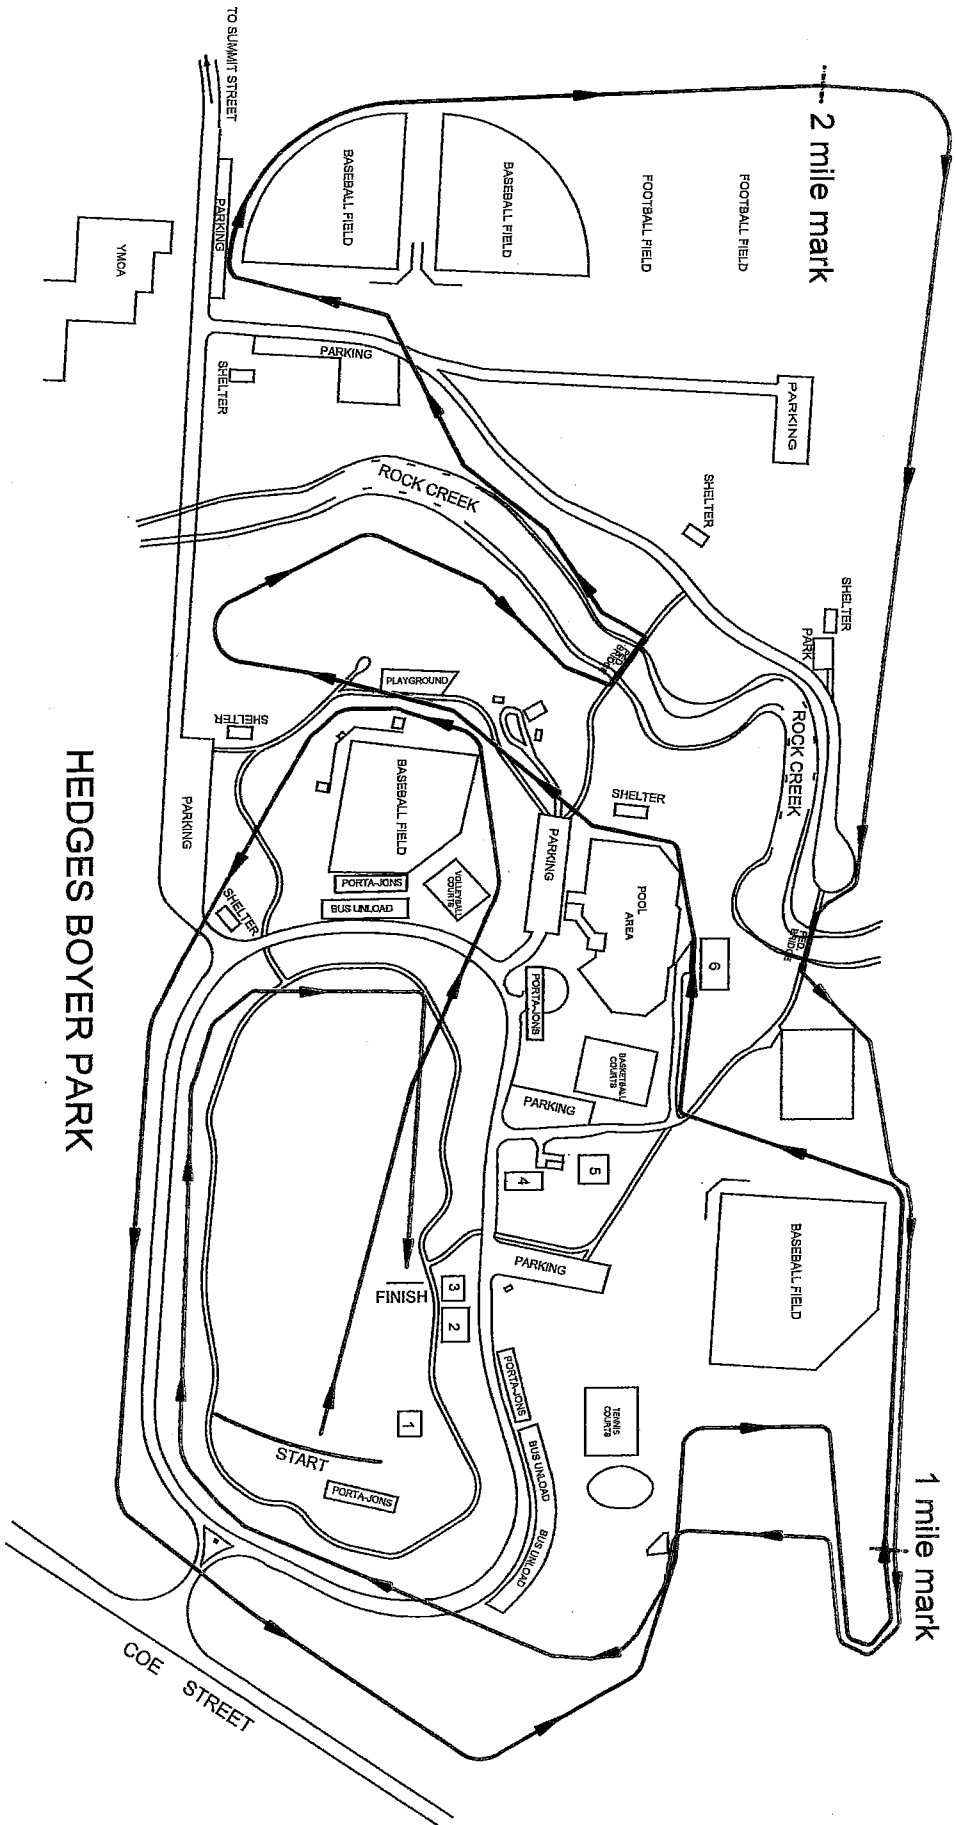 HEDGES BOYER PARK
TO SUMMIT STREET
2 mile mark
1 mile mark
BASEBALL FIELD
BASEBALL FIELD
FOOTBALL FIELD
FOOTBALL FIELD
PARKING
YMCA
PARKING
SHELTER
PARKING
ROCK CREEK
SHELTER
SHELTER
PARK
ROCK CREEK
PLAYGROUND
SHELTER
SHELTER
PARKING
BASEBALL FIELD
PORTA-JONS
BUS UNLOAD
VOLLEYBALL
COURTS
PARKING
POOL
AREA
SHELTER
6
PED.
BRIDGE
PORTA-JONS
BASKETBALL
COURTS
PARKING
4
5
PARKING
BASEBALL FIELD
FINISH
3
2
1
START
PORTA-JONS
PORTA-JONS
BUS UNLOAD
BUS UNLOAD
TENNIS
COURTS
COE STREET